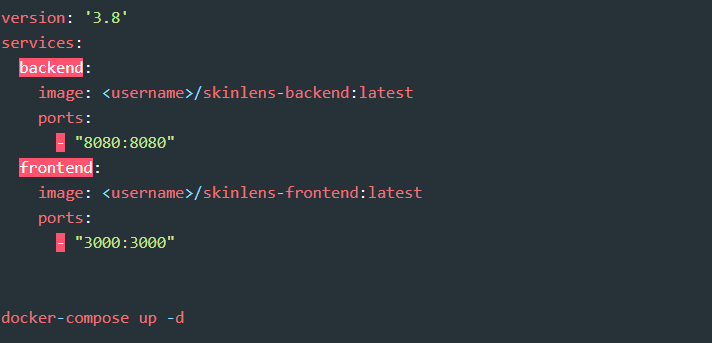 version: '3.8'
services:
  backend:
    image: <username>/skinlens-backend:latest
    ports:
      - "8080:8080"
  frontend:
    image: <username>/skinlens-frontend:latest
    ports:
      - "3000:3000"
docker-compose up -d